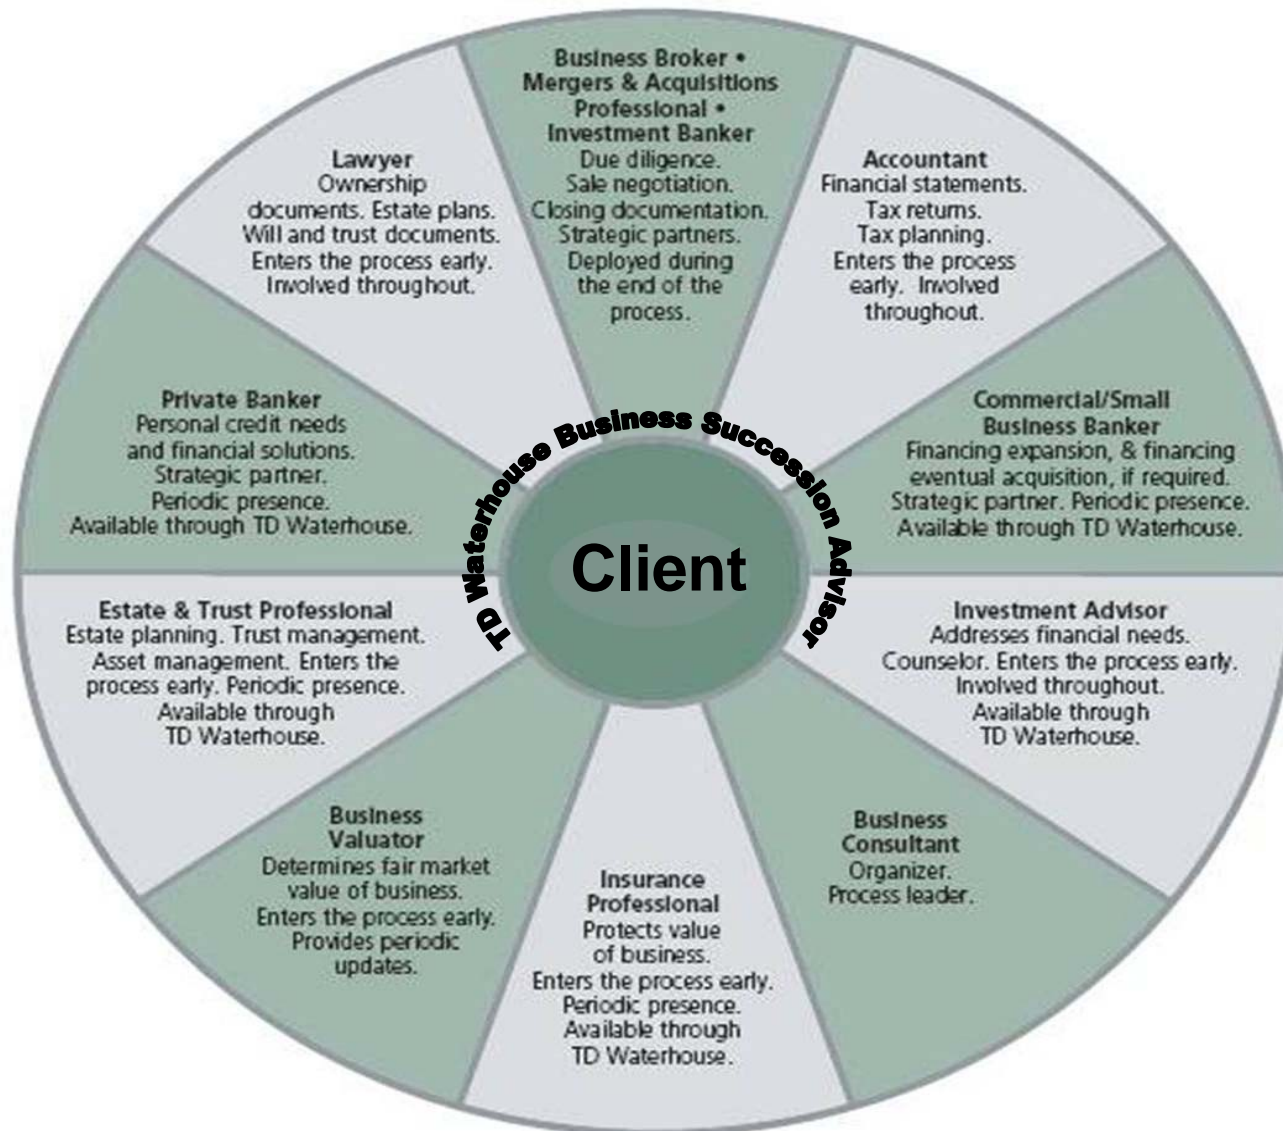 Business Broker •
Mergers & Acquisitions
Professional •
Investment Banker
Due diligence.
Sale negotiation.
Closing documentation.
Strategic partners.
Deployed during
the end of the
process.
Accountant
Financial statements.
Tax returns.
Tax planning.
Enters the process
early. Involved
throughout.
Commercial/Small
Business Banker
Financing expansion, & financing
eventual acquisition, if required.
Strategic partner. Periodic presence.
Available through TD Waterhouse.
Investment Advisor
Addresses financial needs.
Counselor. Enters the process early.
Involved throughout.
Available through
TD Waterhouse.
Business
Consultant
Organizer.
Process leader.
Insurance
Professional
Protects value
of business.
Enters the process early.
Periodic presence.
Available through
TD Waterhouse.
Business
Valuator
Determines fair market
value of business.
Enters the process early.
Provides periodic
updates.
Estate & Trust Professional
Estate planning. Trust management.
Asset management. Enters the
process early. Periodic presence.
Available through
TD Waterhouse.
Private Banker
Personal credit needs
and financial solutions.
Strategic partner.
Periodic presence.
Available through TD Waterhouse.
Lawyer
Ownership
documents. Estate plans.
Will and trust documents.
Enters the process early.
Involved throughout.
TD Waterhouse Business Succession Advisor
Client